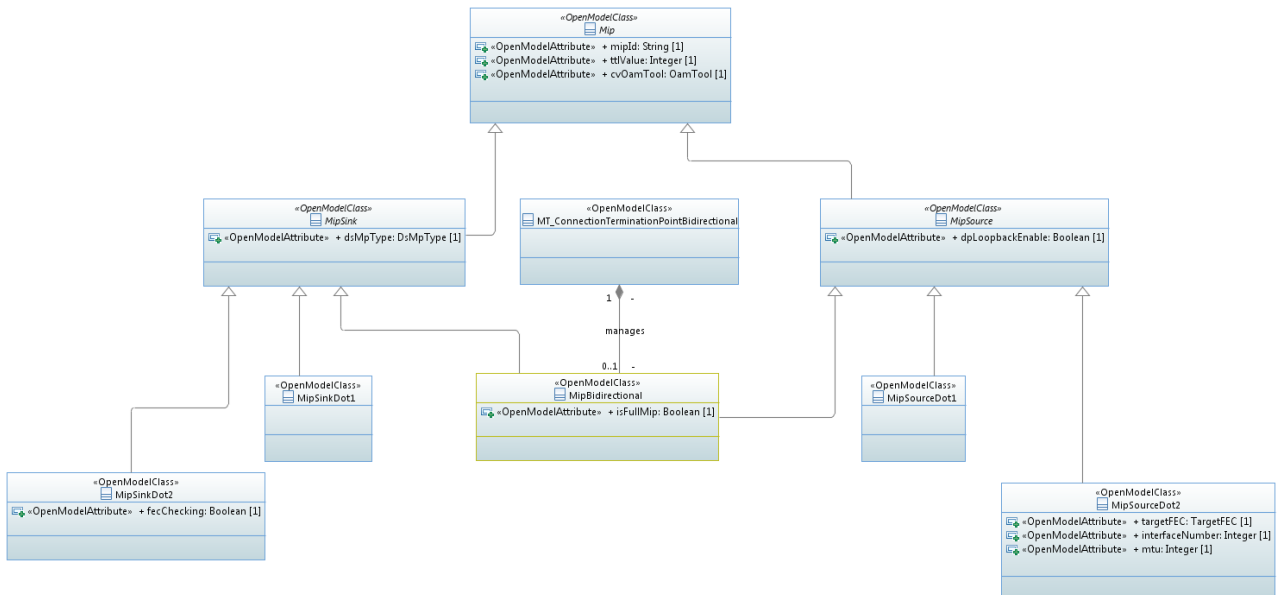 «OpenModelClass»
Mip
«OpenModelAttribute» + mipId: String [1]
«OpenModelAttribute» + ttlValue: Integer [1]
«OpenModelAttribute» + cvOamTool: OamTool [1]
«OpenModelClass»
MipSink
«OpenModelAttribute» + dsMpType: DsMpType [1]
«OpenModelClass»
MT_ConnectionTerminationPointBidirectional
«OpenModelClass»
MipSource
«OpenModelAttribute» + dpLoopbackEnable: Boolean [1]
1 -
manages
0..1 -
«OpenModelClass»
MipSinkDot1
«OpenModelClass»
MipBidirectional
«OpenModelAttribute» + isFullMip: Boolean [1]
«OpenModelClass»
MipSourceDot1
«OpenModelClass»
MipSinkDot2
«OpenModelAttribute» + fecChecking: Boolean [1]
«OpenModelClass»
MipSourceDot2
«OpenModelAttribute» + targetFEC: TargetFEC [1]
«OpenModelAttribute» + interfaceNumber: Integer [1]
«OpenModelAttribute» + mtu: Integer [1]